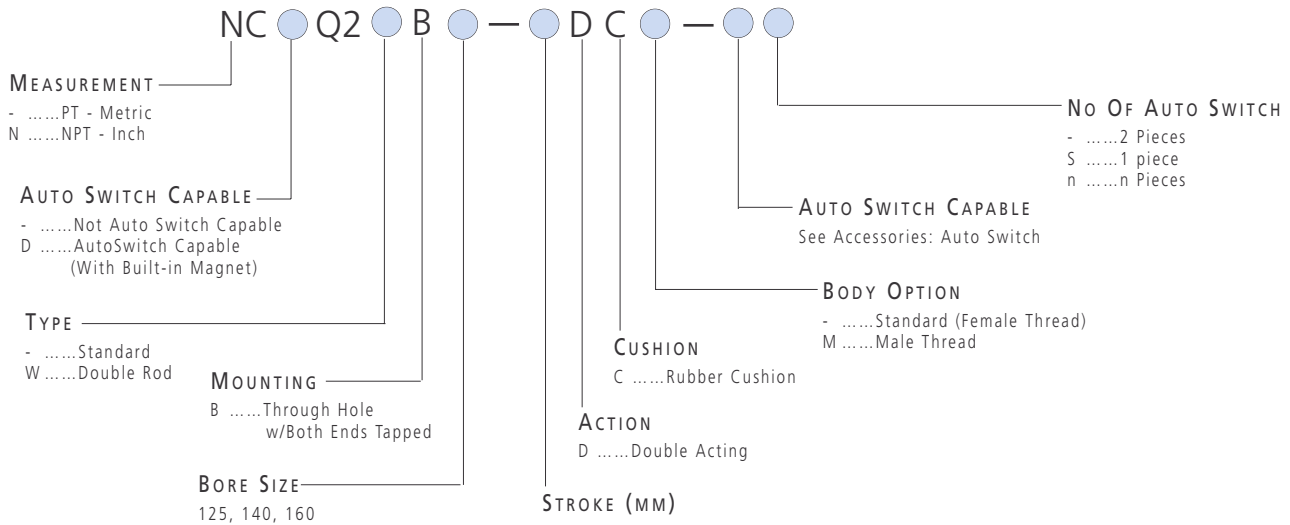 NC Q2 B – D C –
MEASUREMENT
- ......PT - Metric
N ......NPT - Inch
AUTO SWITCH CAPABLE
- ......Not Auto Switch Capable
D ......AutoSwitch Capable
(With Built-in Magnet)
TYPE
- ......Standard
W ......Double Rod
MOUNTING
B ......Through Hole
w/Both Ends Tapped
BORE SIZE
125, 140, 160
STROKE (MM)
ACTION
D ......Double Acting
CUSHION
C ......Rubber Cushion
BODY OPTION
- ......Standard (Female Thread)
M ......Male Thread
AUTO SWITCH CAPABLE
See Accessories: Auto Switch
NO OF AUTO SWITCH
- ......2 Pieces
S ......1 piece
n ......n Pieces